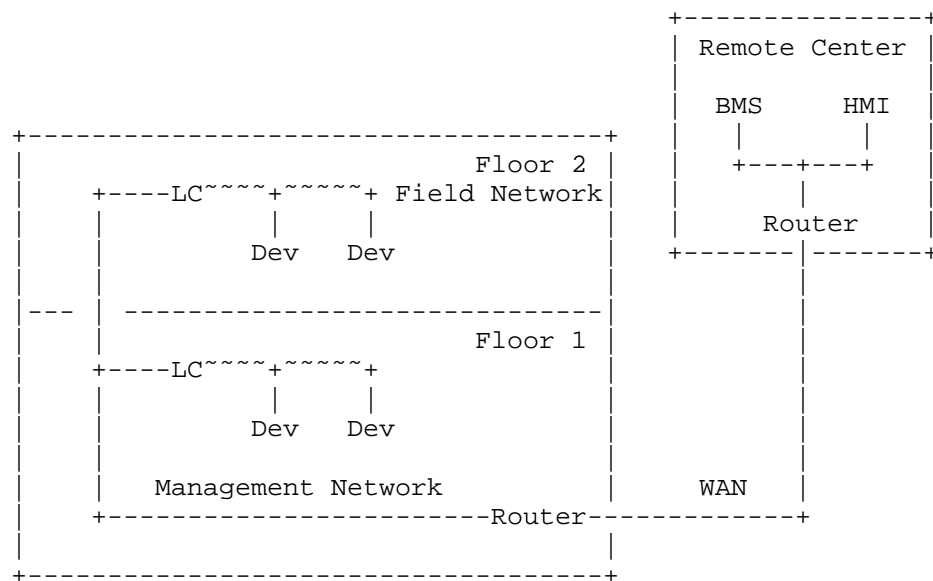 Remote Center
BMS HMI
Floor 2
LC Field Network
Router
Dev Dev
Floor 1
LC
Dev Dev
Management Network WAN
Router